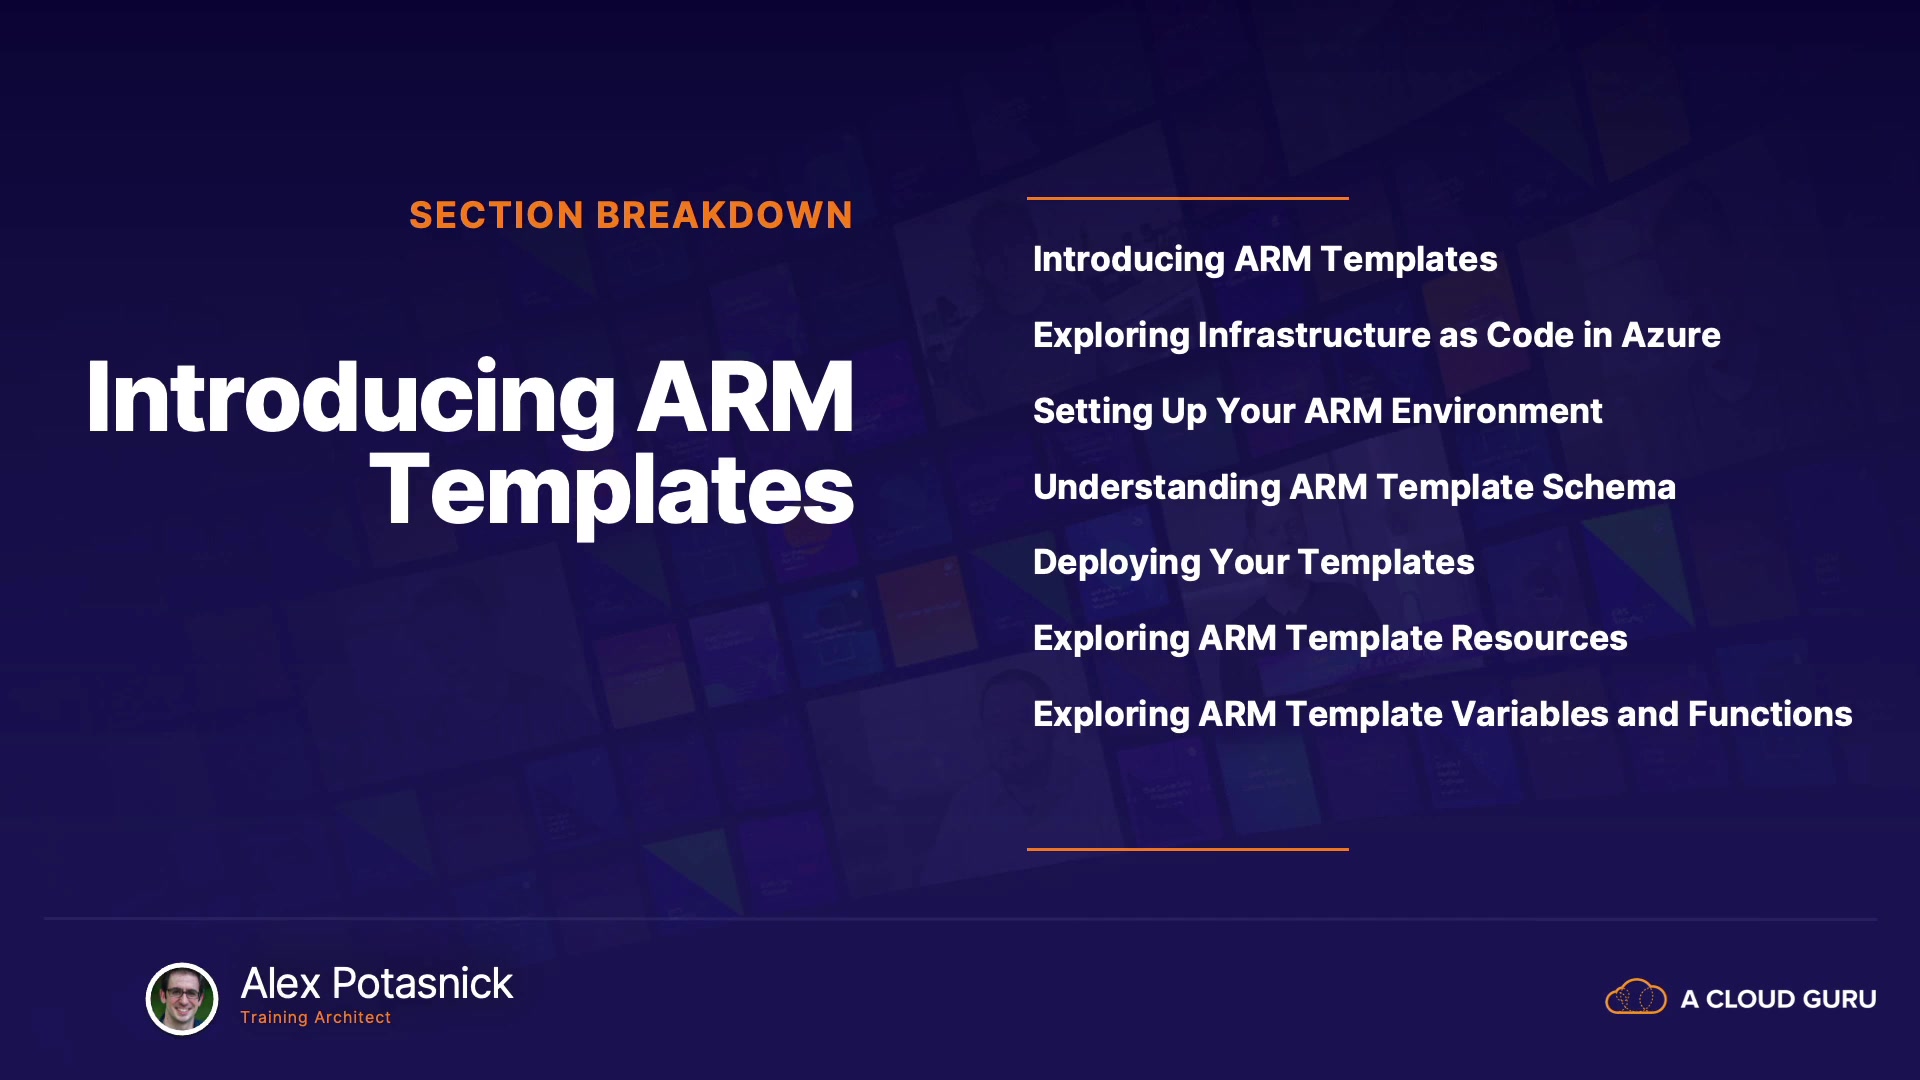 SECTION BREAKDOWN
Introducing ARM
Templates
Introducing ARM Templates
Exploring Infrastructure as Code in Azure
Setting Up Your ARM Environment
Understanding ARM Template Schema
Deploying Your Templates
Exploring ARM Template Resources
Exploring ARM Template Variables and Functions
Alex Potasnick
Training Architect
A CLOUD GURU